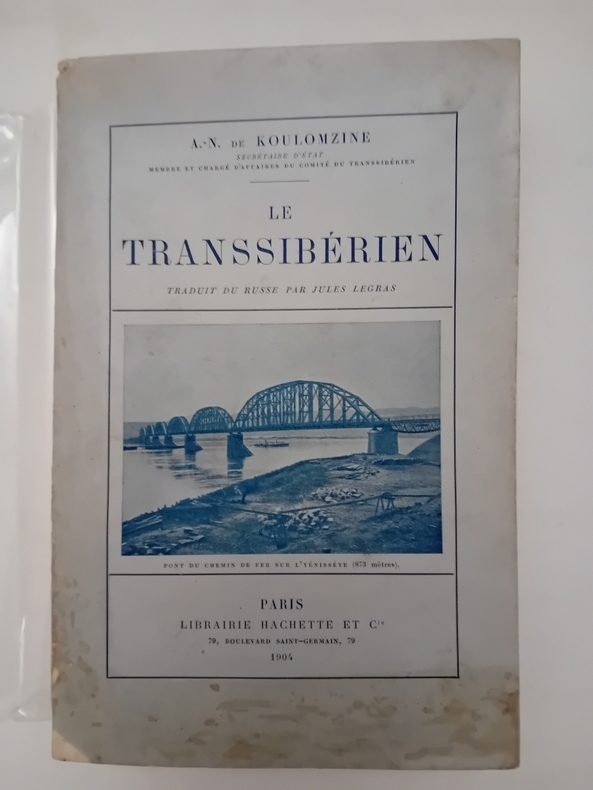 A.-N. DE KOULOMZINE
SECRÉTAIRE D'ÉTAT
MEMBRE ET CHARGÉ D'AFFAIRES DU COMITÉ DU TRANSSIBÉRIEN
LE
TRANSSIBÉRIEN
TRADUIT DU RUSSE PAR JULES LEGRAS
PONT DU CHEMIN DE FER SUR L'YÉNISSÉYE (873 mètres).
PARIS
LIBRAIRIE HACHETTE ET Cie
79, BOULEVARD SAINT-GERMAIN, 79
1904